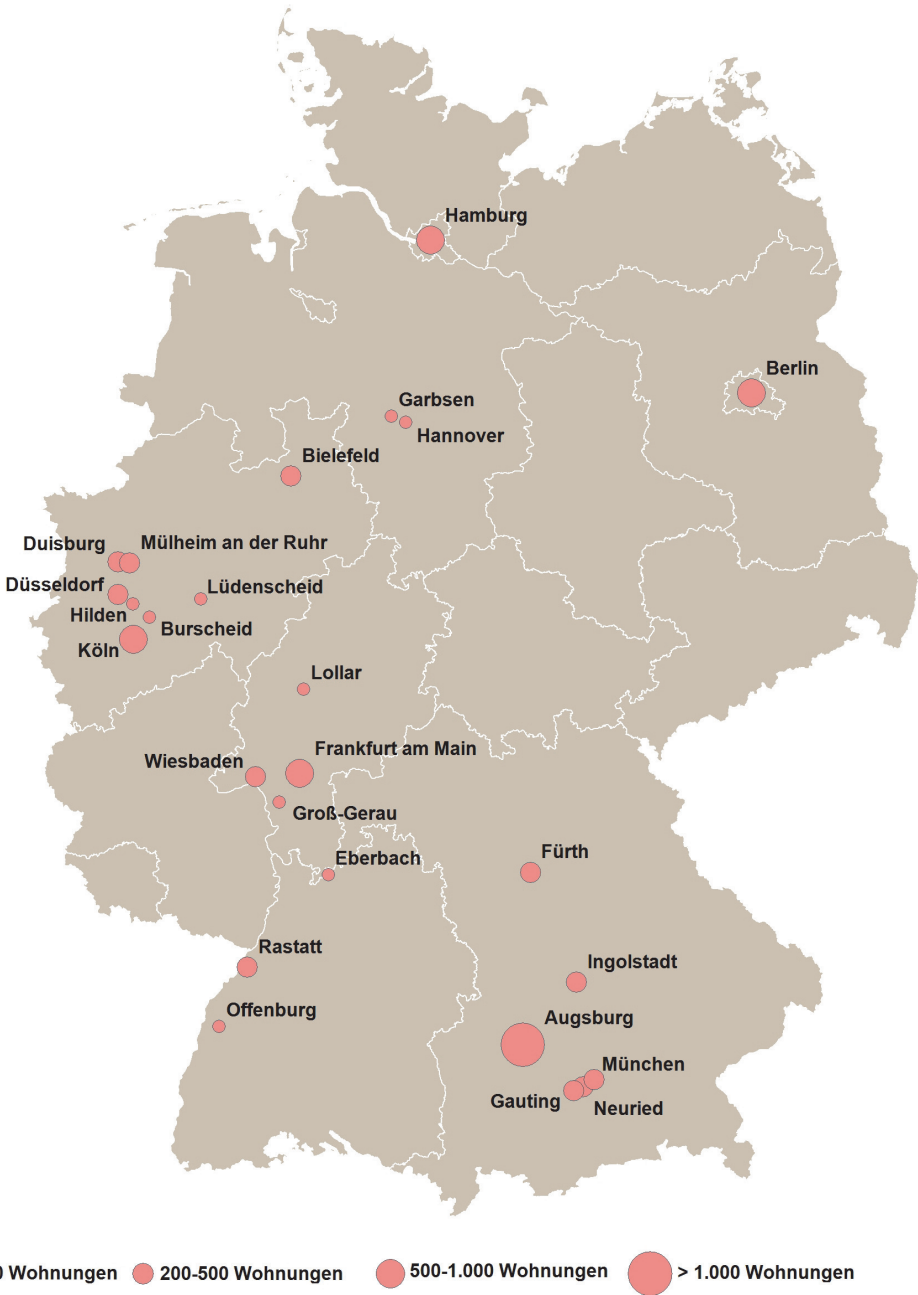 Hamburg
Berlin
Garbsen
Hannover
Bielefeld
Duisburg
Mülheim an der Ruhr
Düsseldorf
Lüdenscheid
Hilden
Burscheid
Köln
Lollar
Frankfurt am Main
Wiesbaden
Groß-Gerau
Eberbach
Fürth
Rastatt
Ingolstadt
Offenburg
Augsburg
München
Gauting
Neuried
Wohnungen 200-500 Wohnungen 500-1.000 Wohnungen > 1.000 Wohnungen